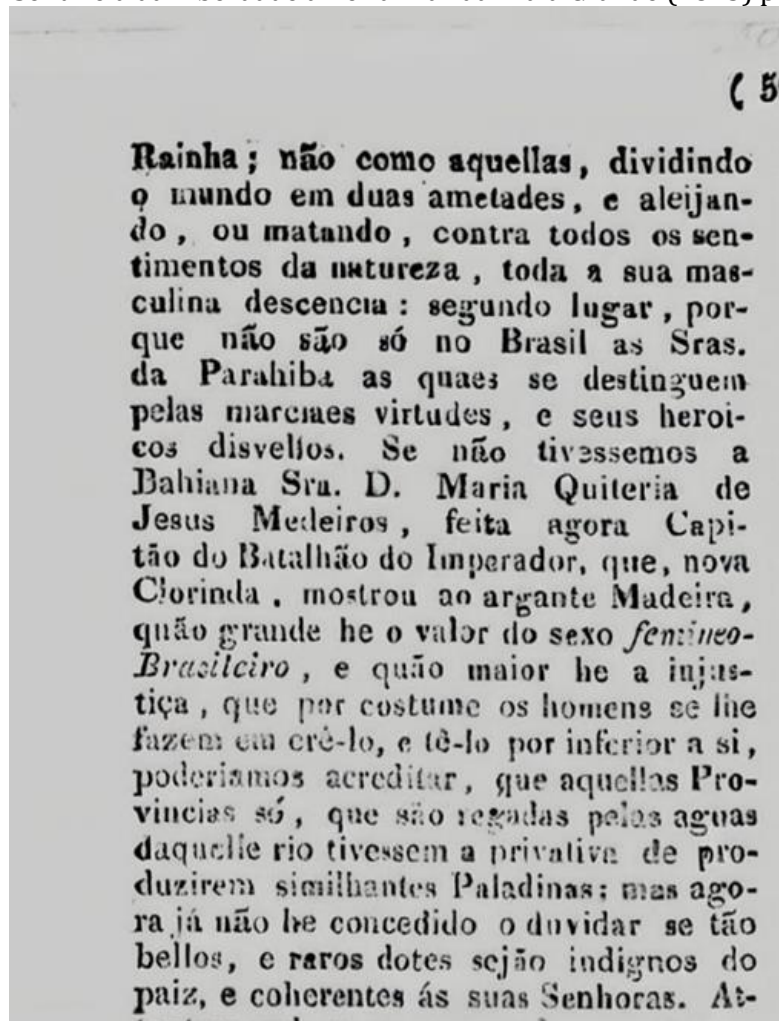 ( 5
Rainha; não como aquellas, dividindo
o mundo em duas ametades, e aleijan-
do, ou matando, contra todos os sen-
timentos da natureza, toda a sua mas-
culina descencia: segundo lugar, por-
que não são só no Brasil as Sras.
da Parahiba as quaes se destinguem
pelas marciaes virtudes, e seus heroi-
cos disvellos. Se não tivessemos a
Bahiana Sra. D. Maria Quiteria de
Jesus Medeiros, feita agora Capi-
tão do Batalhão do Imperador, que, nova
Clorinda, mostrou ao argante Madeira,
quão grande he o valor do sexo femineo-
Brasileiro, e quão maior he a injus-
tiça, que por costume os homens se lhe
fazem em crê-lo, e tê-lo por inferior a si,
poderiamos acreditar, que aquellas Pro-
vincias só, que são regadas pelas aguas
daquelle rio tivessem a privativa de pro-
duzirem similhantes Paladinas; mas ago-
ra já não he concedido o duvidar se tão
bellos, e raros dotes sejão indignos do
paiz, e coherentes ás suas Senhoras. At-